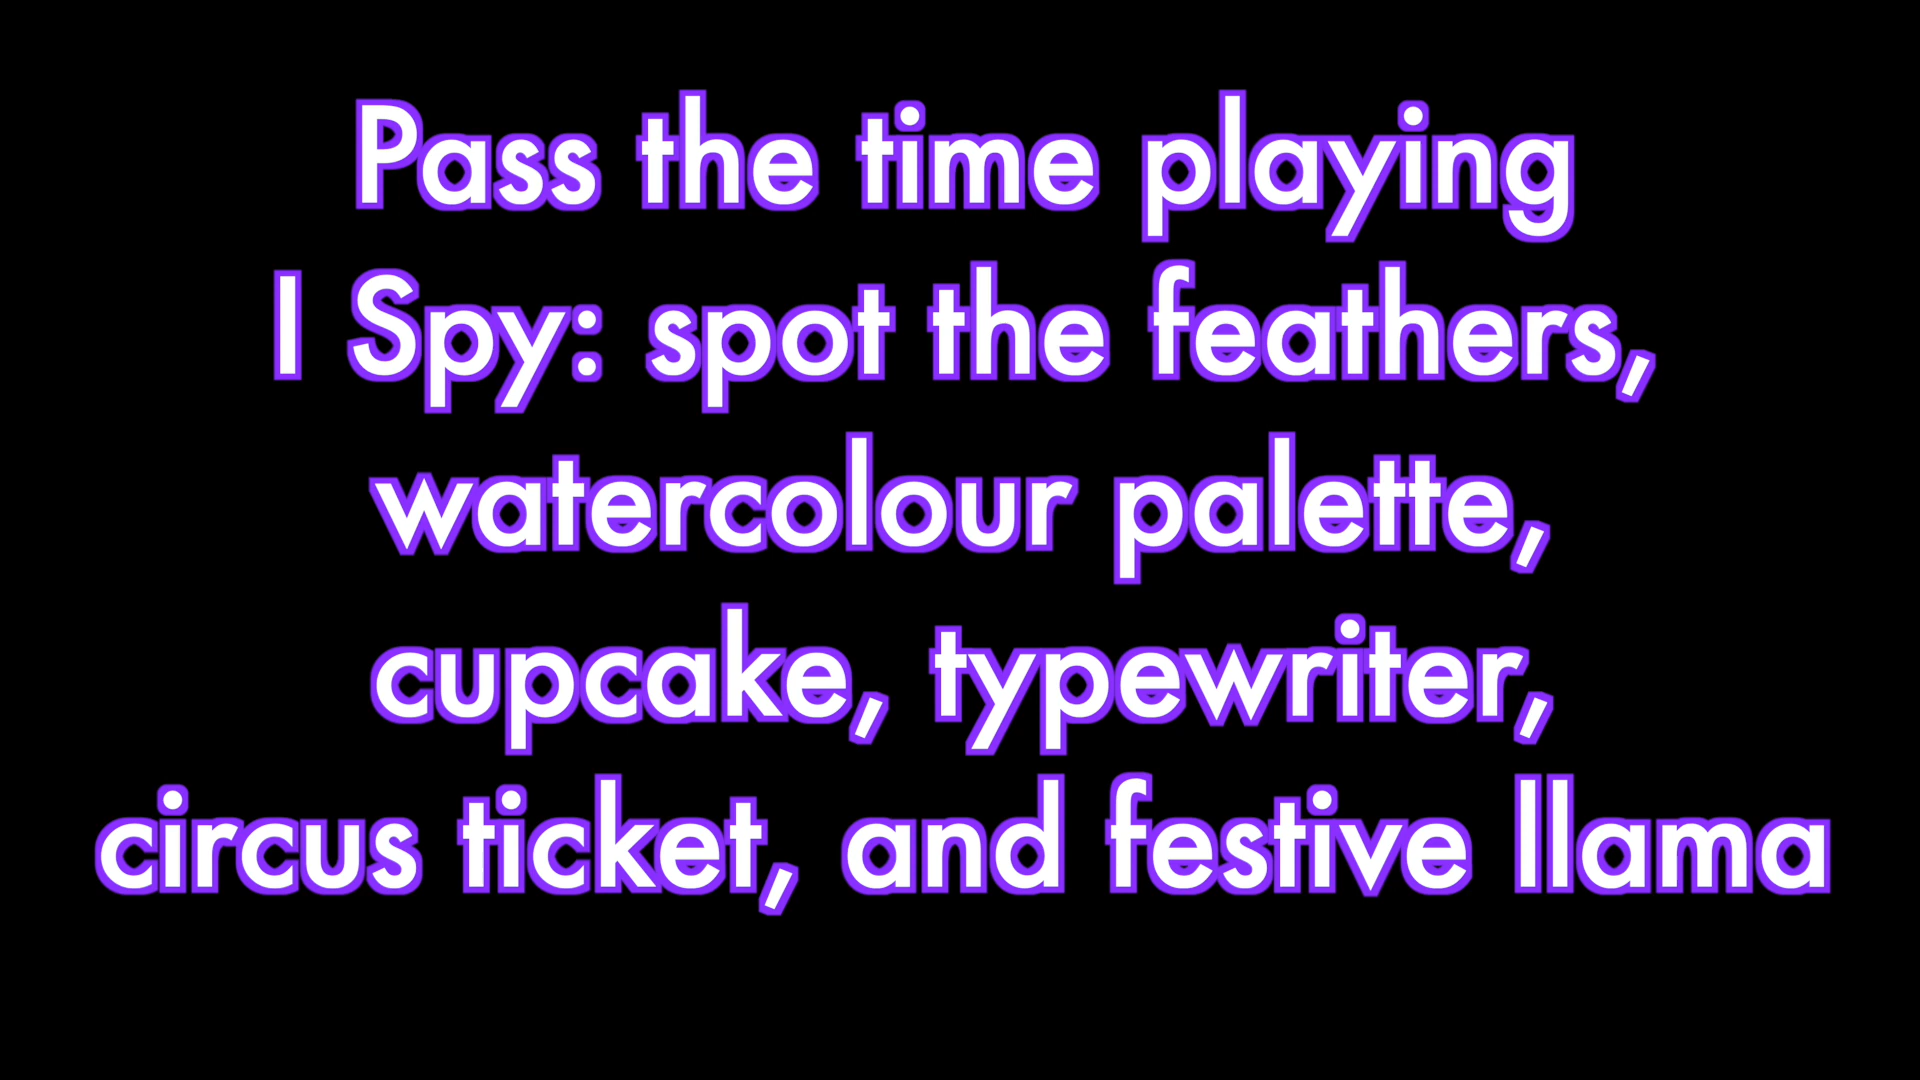 Pass the time playing
I Spy: spot the feathers,
watercolour palette,
cupcake, typewriter,
circus ticket, and festive llama